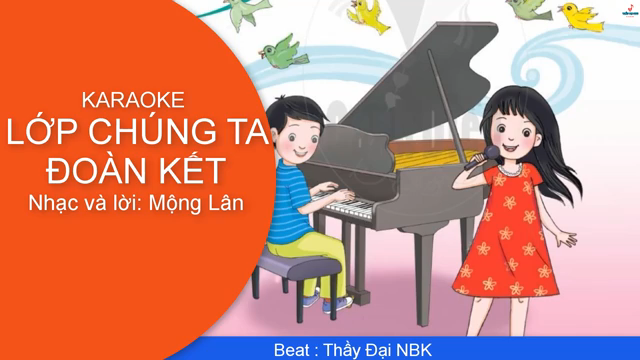 KARAOKE
LỚP CHÚNG TA
ĐOÀN KẾT
Nhạc và lời: Mộng Lân
Beat : Thầy Đại NBK